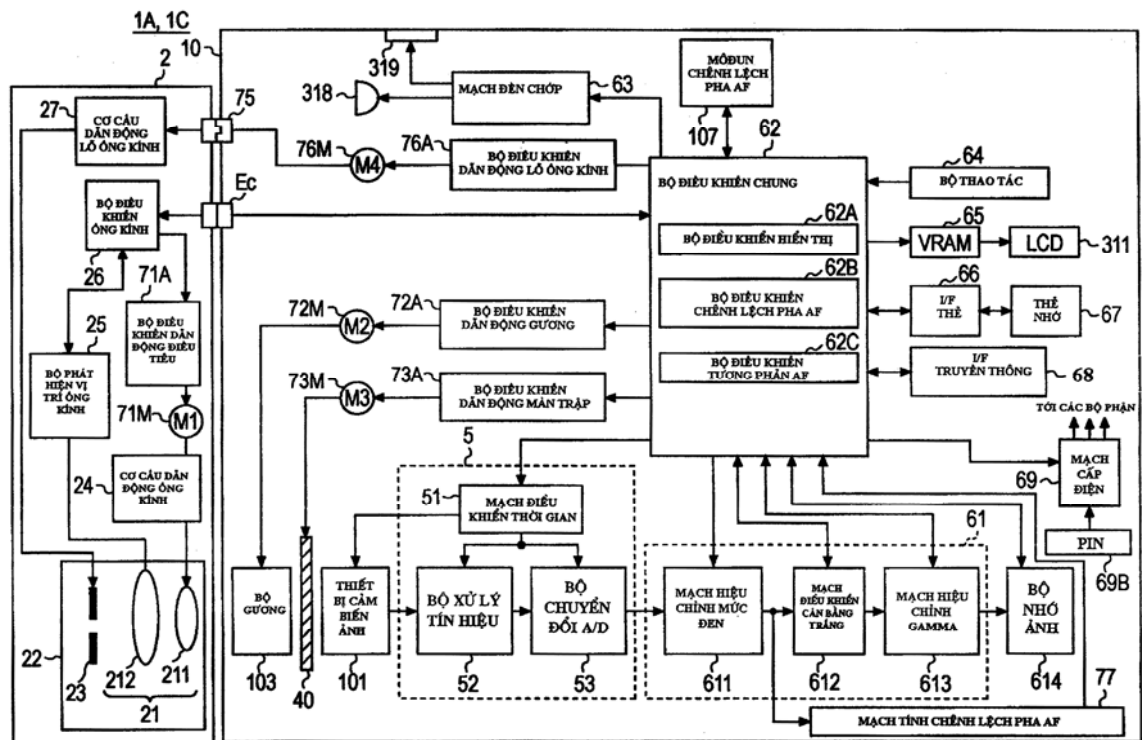 1A, 1C
10
2
27
CƠ CẤU
DẪN ĐỘNG
LỖ ỐNG KÍNH
75
319
318
MẠCH ĐÈN CHỚP
63
MÔĐUN
CHÊNH LỆCH
PHA AF
107
62
76M
M4
76A
BỘ ĐIỀU KHIỂN
DẪN ĐỘNG LỖ ỐNG KÍNH
BỘ ĐIỀU KHIỂN CHUNG
64
BỘ THAO TÁC
Ec
BỘ ĐIỀU
KHIỂN
ỐNG KÍNH
26
62A
BỘ ĐIỀU KHIỂN HIỂN THỊ
65
VRAM
LCD
311
71A
BỘ ĐIỀU
KHIỂN DẪN
ĐỘNG ĐIỀU
TIÊU
72M
M2
72A
BỘ ĐIỀU KHIỂN
DẪN ĐỘNG GƯƠNG
62B
BỘ ĐIỀU KHIỂN
CHÊNH LỆCH PHA AF
66
I/F
THẺ
THẺ
NHỚ
67
25
BỘ PHÁT
HIỆN VỊ
TRÍ ỐNG
KÍNH
62C
BỘ ĐIỀU KHIỂN
TƯƠNG PHẢN AF
I/F
TRUYỀN THÔNG
68
73M
M3
73A
BỘ ĐIỀU KHIỂN
DẪN ĐỘNG MÀN TRẬP
71M
M1
TỚI CÁC BỘ PHẬN
5
24
CƠ CẤU DẪN
ĐỘNG ỐNG
KÍNH
51
MẠCH ĐIỀU
KHIỂN THỜI GIAN
69
MẠCH
CẤP
ĐIỆN
61
PIN
69B
BỘ
GƯƠNG
THIẾT
BỊ CẢM
BIẾN
ẢNH
BỘ XỬ LÝ
TÍN HIỆU
BỘ
CHUYỂN
ĐỔI A/D
MẠCH HIỆU
CHỈNH MỨC
ĐEN
MẠCH
ĐIỀU KHIỂN
CÂN BẰNG
TRẮNG
MẠCH HIỆU
CHỈNH
GAMMA
BỘ
NHỚ
ẢNH
22
23
212
211
21
103
40
101
52
53
611
612
613
614
77
MẠCH TÍNH CHÊNH LỆCH PHA AF